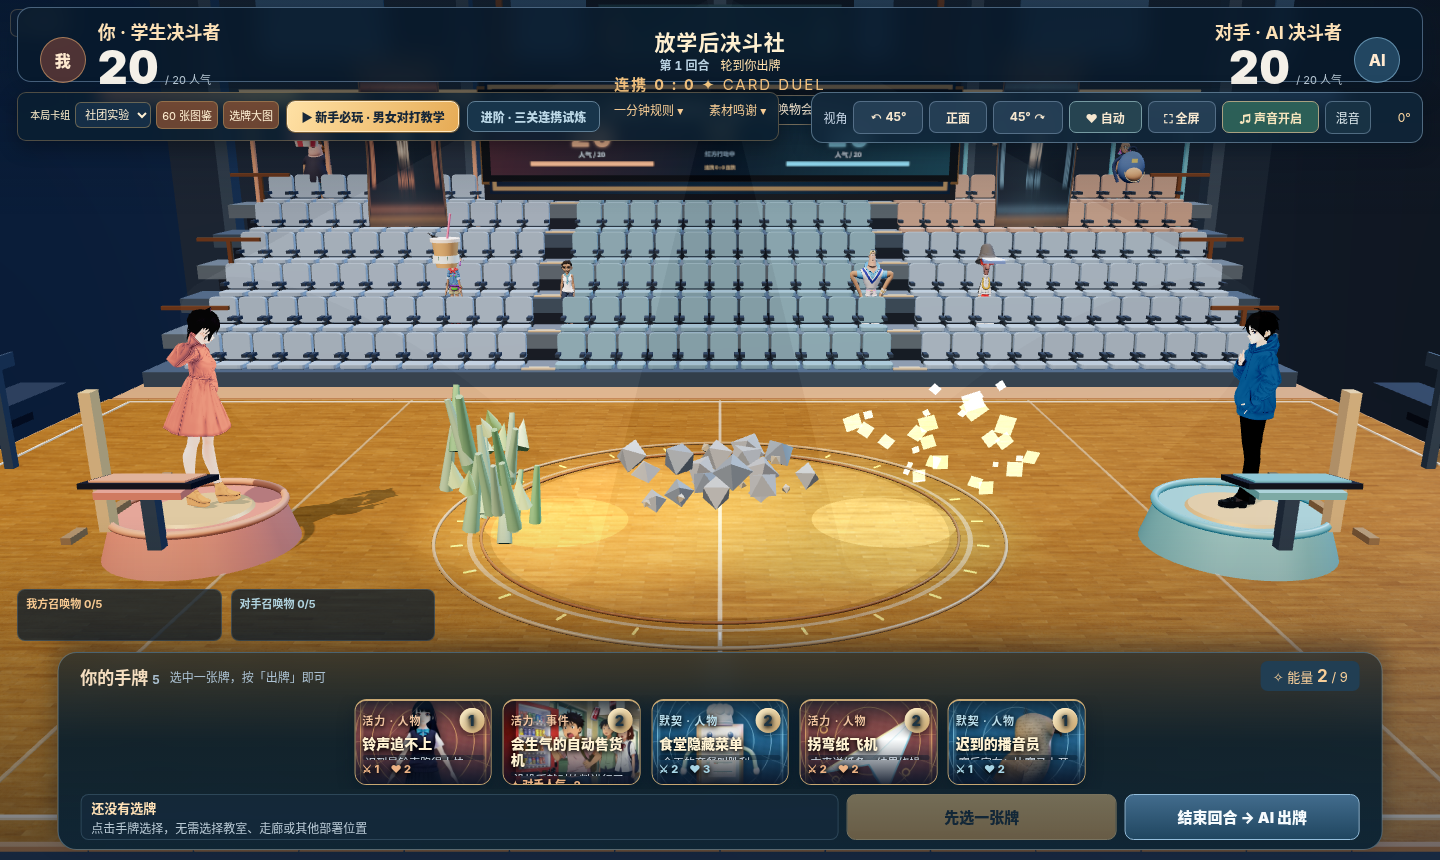 我
你 · 学生决斗者
20 / 20 人气
放学后决斗社
第 1 回合 轮到你出牌
连携 0 : 0 ✦ CARD DUEL
对手 · AI 决斗者
20 / 20 人气
AI
本局卡组 社团实验 60 张图鉴 选牌大图 ▶ 新手必玩 · 男女对打教学 进阶 · 三关连携试炼 一分钟规则 ▾ 素材鸣谢 ▾
唤物会
视角 ↶ 45° 正面 45° ↷ ♥ 自动 ⛶ 全屏 ♫ 声音开启 混音 0°
人气 / 20
人气 / 20
我方召唤物 0/5
对手召唤物 0/5
你的手牌 5 选中一张牌，按「出牌」即可
✧ 能量 2 / 9
活力 · 人物 1
铃声追不上
⚔ 1 ♥ 2
活力 · 事件 2
会生气的自动售货
机
默契 · 人物 2
食堂隐藏菜单
⚔ 2 ♥ 3
活力 · 人物 2
拐弯纸飞机
⚔ 2 ♥ 2
默契 · 人物 1
迟到的播音员
⚔ 1 ♥ 2
还没有选牌
点击手牌选择，无需选择教室、走廊或其他部署位置
先选一张牌
结束回合 → AI 出牌